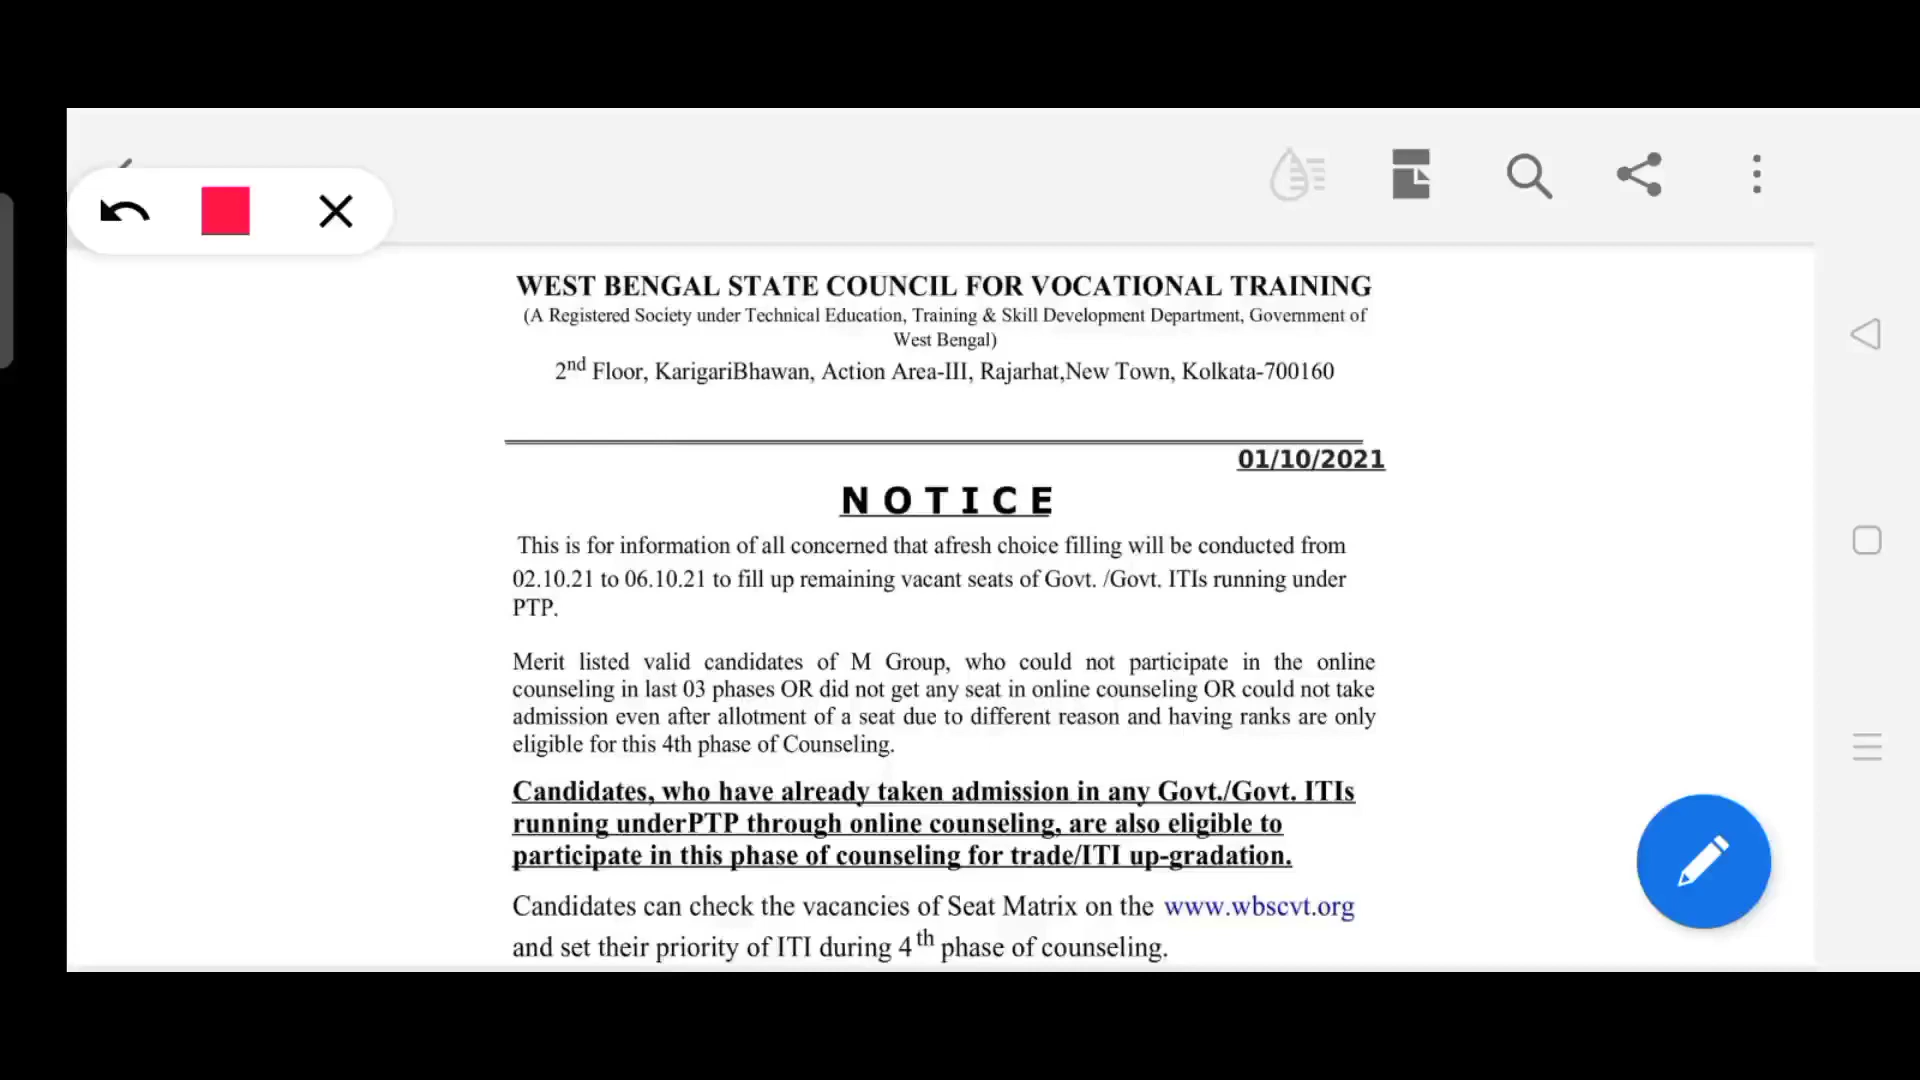 WEST BENGAL STATE COUNCIL FOR VOCATIONAL TRAINING
(A Registered Society under Technical Education, Training & Skill Development Department, Government of
West Bengal)
2nd Floor, KarigariBhawan, Action Area-III, Rajarhat,New Town, Kolkata-700160
01/10/2021
NOTICE
This is for information of all concerned that afresh choice filling will be conducted from
02.10.21 to 06.10.21 to fill up remaining vacant seats of Govt. /Govt. ITIs running under
PTP.
Merit listed valid candidates of M Group, who could not participate in the online
counseling in last 03 phases OR did not get any seat in online counseling OR could not take
admission even after allotment of a seat due to different reason and having ranks are only
eligible for this 4th phase of Counseling.
Candidates, who have already taken admission in any Govt./Govt. ITIs
running underPTP through online counseling, are also eligible to
participate in this phase of counseling for trade/ITI up-gradation.
Candidates can check the vacancies of Seat Matrix on the www.wbscvt.org
and set their priority of ITI during 4th phase of counseling.